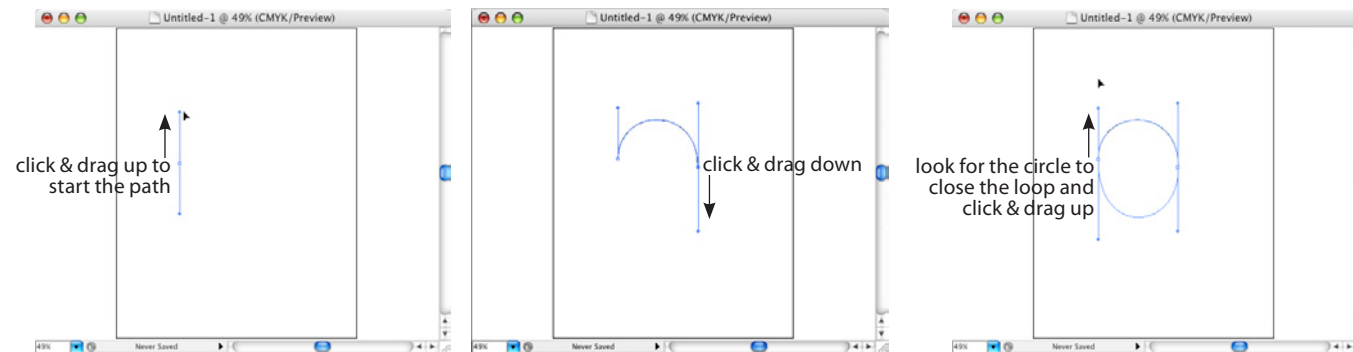 Untitled-1 @ 49% (CMYK/Preview)
click & drag up to
start the path
49%
Never Saved
Untitled-1 @ 49% (CMYK/Preview)
click & drag down
49%
Never Saved
Untitled-1 @ 49% (CMYK/Preview)
look for the circle to
close the loop and
click & drag up
49%
Never Saved